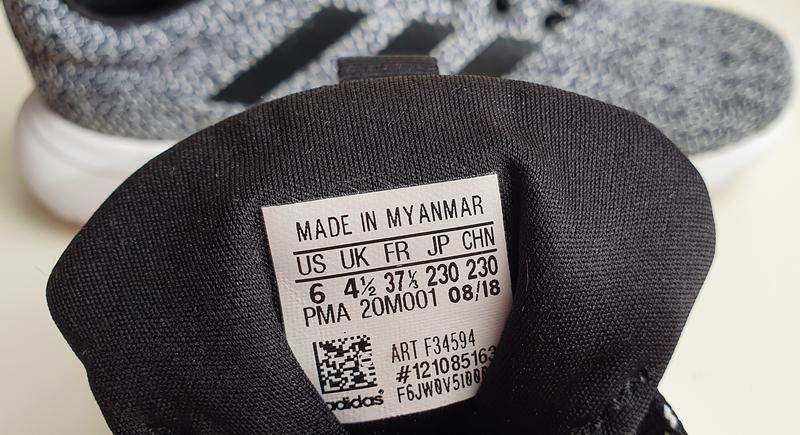 MADE IN MYANMAR
US UK FR JP CHN
6 4½ 37⅓ 230 230
PMA 20M001 08/18
ART F34594
#121085163
adidas